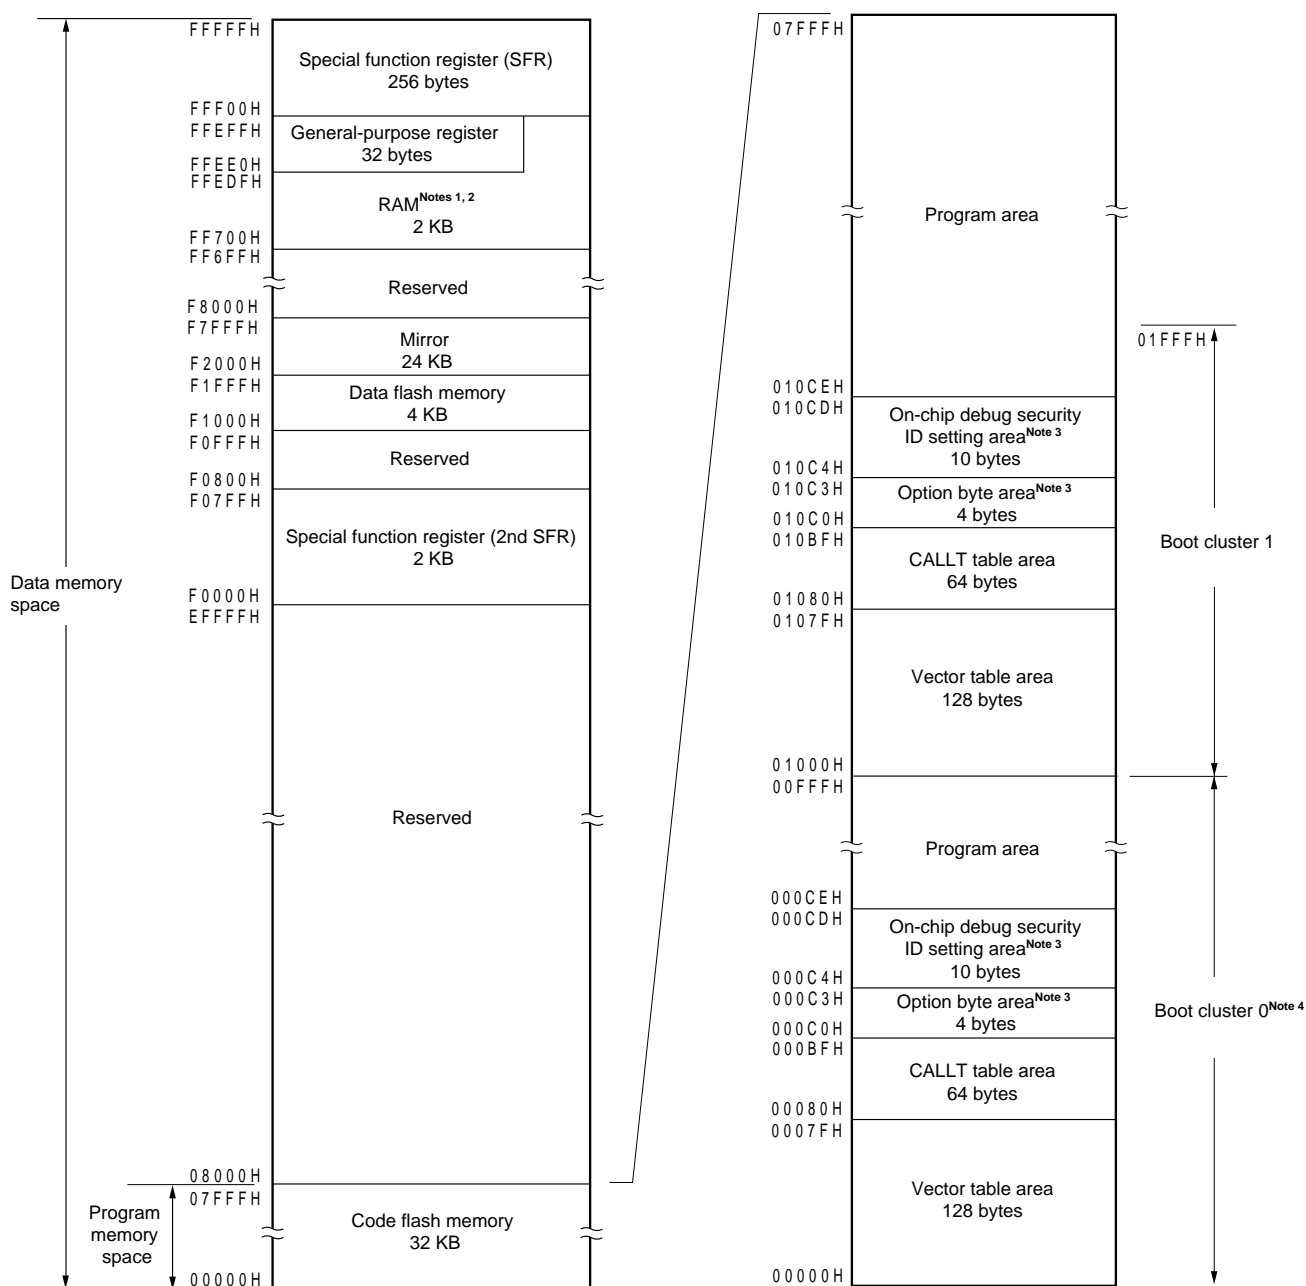 FFFFFH
Special function register (SFR)
256 bytes
FFF00H
FFEFFH
General-purpose register
32 bytes
FFEE0H
FFEDFH
RAMNotes 1, 2
2 KB
FF700H
FF6FFH
Reserved
F8000H
F7FFFH
Mirror
24 KB
F2000H
F1FFFH
Data flash memory
4 KB
F1000H
F0FFFH
Reserved
F0800H
F07FFH
Special function register (2nd SFR)
2 KB
Data memory
space
F0000H
EFFFFH
Reserved
08000H
07FFFH
Program
memory
space
Code flash memory
32 KB
00000H
07FFFH
Program area
01FFFH
010CEH
010CDH
On-chip debug security
ID setting areaNote 3
10 bytes
010C4H
010C3H
Option byte areaNote 3
4 bytes
010C0H
010BFH
CALLT table area
64 bytes
Boot cluster 1
01080H
0107FH
Vector table area
128 bytes
01000H
00FFFH
Program area
000CEH
000CDH
On-chip debug security
ID setting areaNote 3
10 bytes
000C4H
000C3H
Option byte areaNote 3
4 bytes
Boot cluster 0Note 4
000C0H
000BFH
CALLT table area
64 bytes
00080H
0007FH
Vector table area
128 bytes
00000H